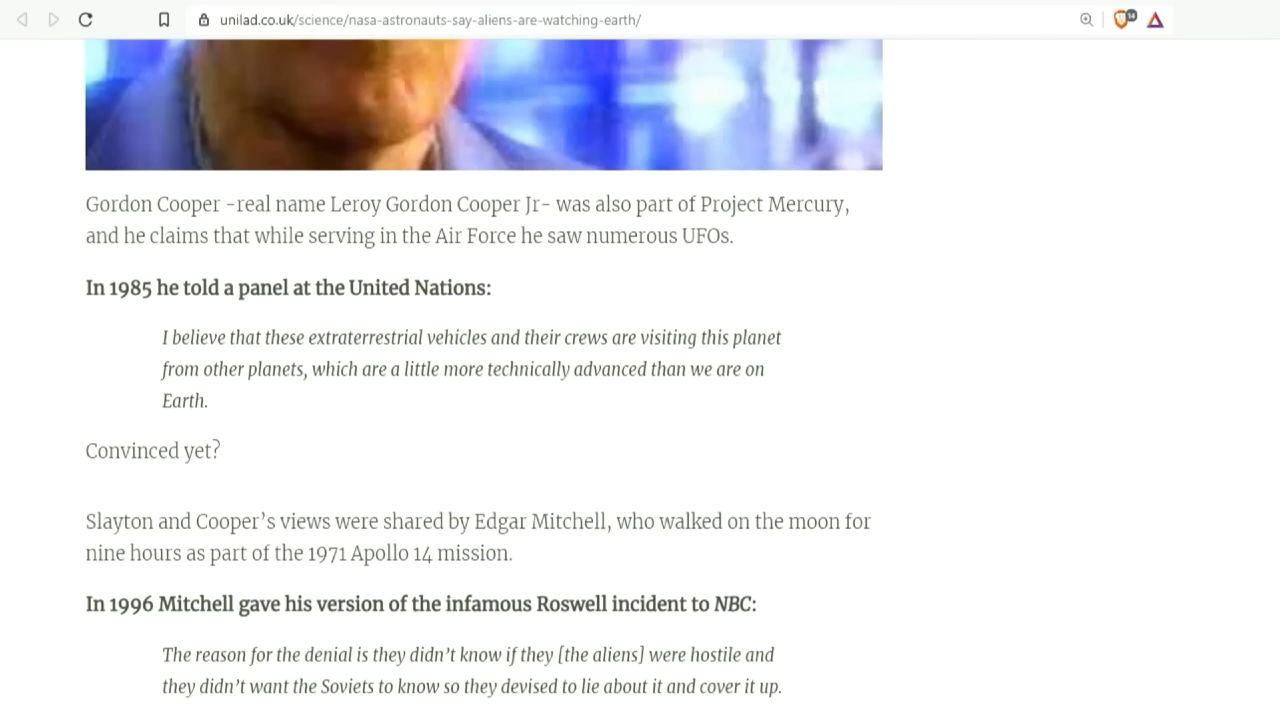 unilad.co.uk/science/nasa-astronauts-say-aliens-are-watching-earth/
Gordon Cooper -real name Leroy Gordon Cooper Jr- was also part of Project Mercury,
and he claims that while serving in the Air Force he saw numerous UFOs.
In 1985 he told a panel at the United Nations:
I believe that these extraterrestrial vehicles and their crews are visiting this planet
from other planets, which are a little more technically advanced than we are on
Earth.
Convinced yet?
Slayton and Cooper’s views were shared by Edgar Mitchell, who walked on the moon for
nine hours as part of the 1971 Apollo 14 mission.
In 1996 Mitchell gave his version of the infamous Roswell incident to NBC:
The reason for the denial is they didn’t know if they [the aliens] were hostile and
they didn’t want the Soviets to know so they devised to lie about it and cover it up.